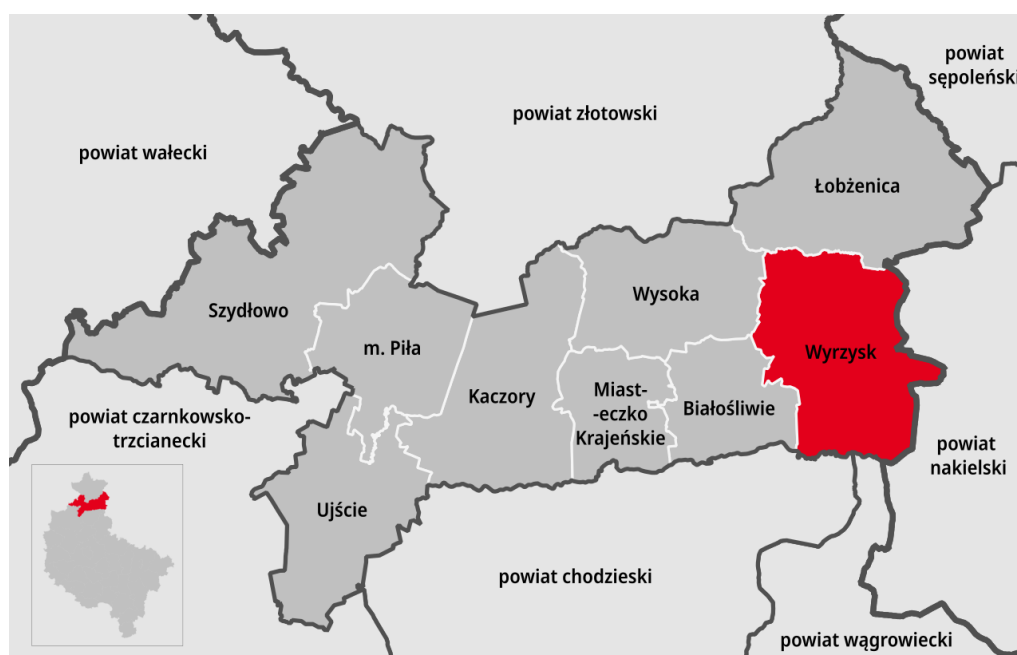 powiat
sępoleński
powiat złotowski
powiat wałecki
Łobżenica
Wysoka
Szydłowo
m. Piła
Wyrzysk
Kaczory
Miast-
-eczko
Krajeńskie
Białośliwie
powiat czarnkowsko-
trzcianecki
powiat
nakielski
Ujście
powiat chodzieski
powiat wągrowiecki